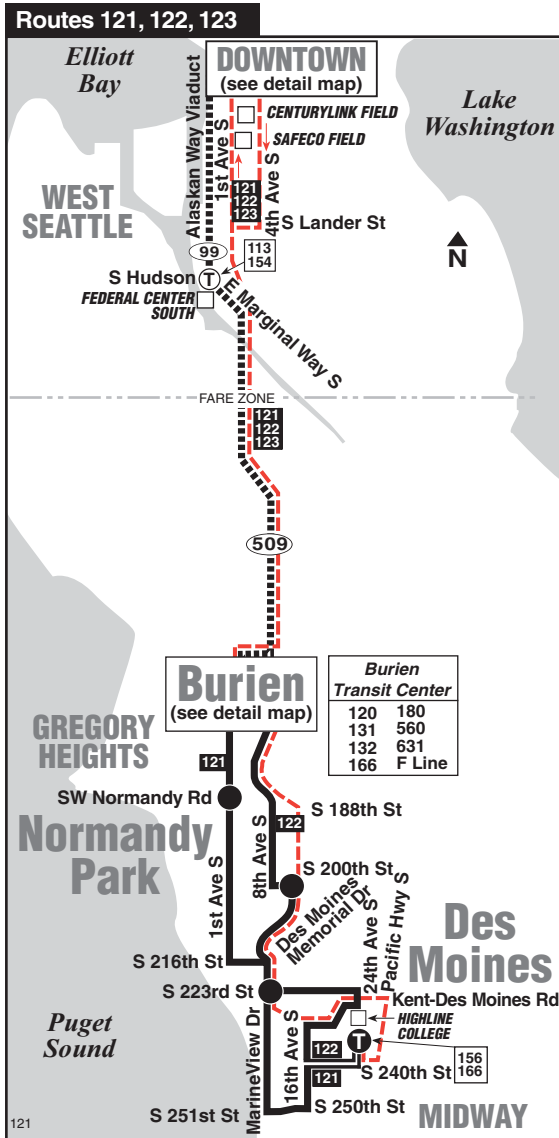 Routes 121, 122, 123
Elliott
Bay
DOWNTOWN
(see detail map)
Lake
Washington
Alaskan Way Viaduct
1st Ave S
4th Ave S
CENTURYLINK FIELD
SAFECO FIELD
WEST
SEATTLE
121
122
123
S Lander St
99
113
154
N
S Hudson
T
FEDERAL CENTER
SOUTH
E Marginal Way S
FARE ZONE
121
122
123
509
Burien
(see detail map)
Burien
Transit Center
120 180
131 560
132 631
166 F Line
GREGORY
HEIGHTS
121
SW Normandy Rd
S 188th St
122
Normandy
Park
1st Ave S
8th Ave S
S 200th St
Des Moines
Memorial Dr
24th Ave S
Pacific Hwy S
Des
Moines
S 216th St
S 223rd St
Kent-Des Moines Rd
HIGHLINE
COLLEGE
Puget
Sound
MarineView Dr
16th Ave S
T
122
121
S 240th St
156
166
S 251st St
S 250th St
MIDWAY
121